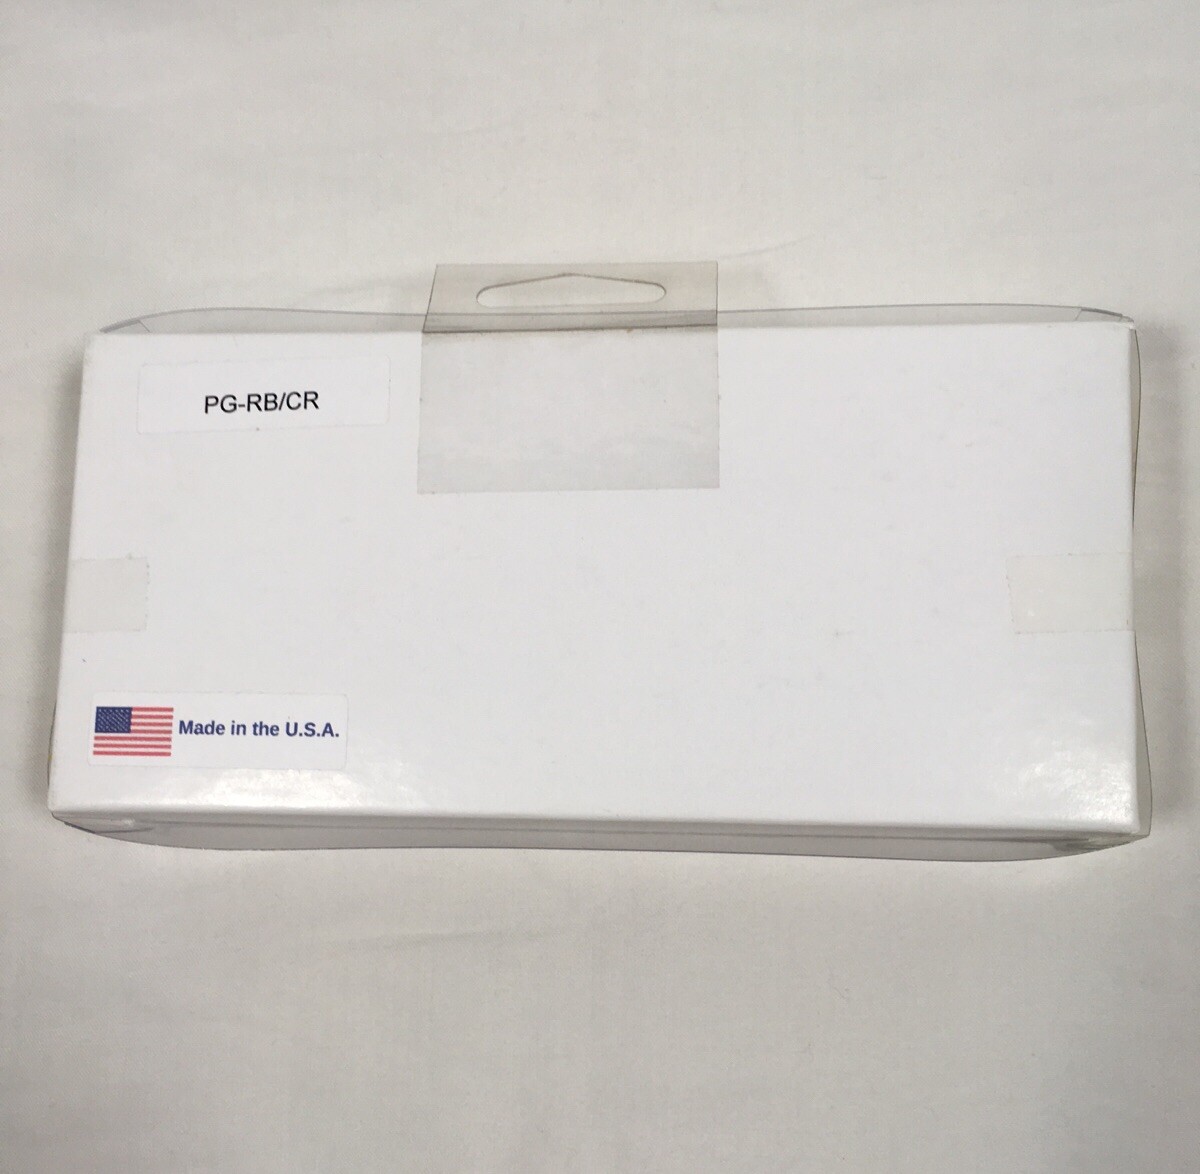 PG-RB/CR
Made in the U.S.A.